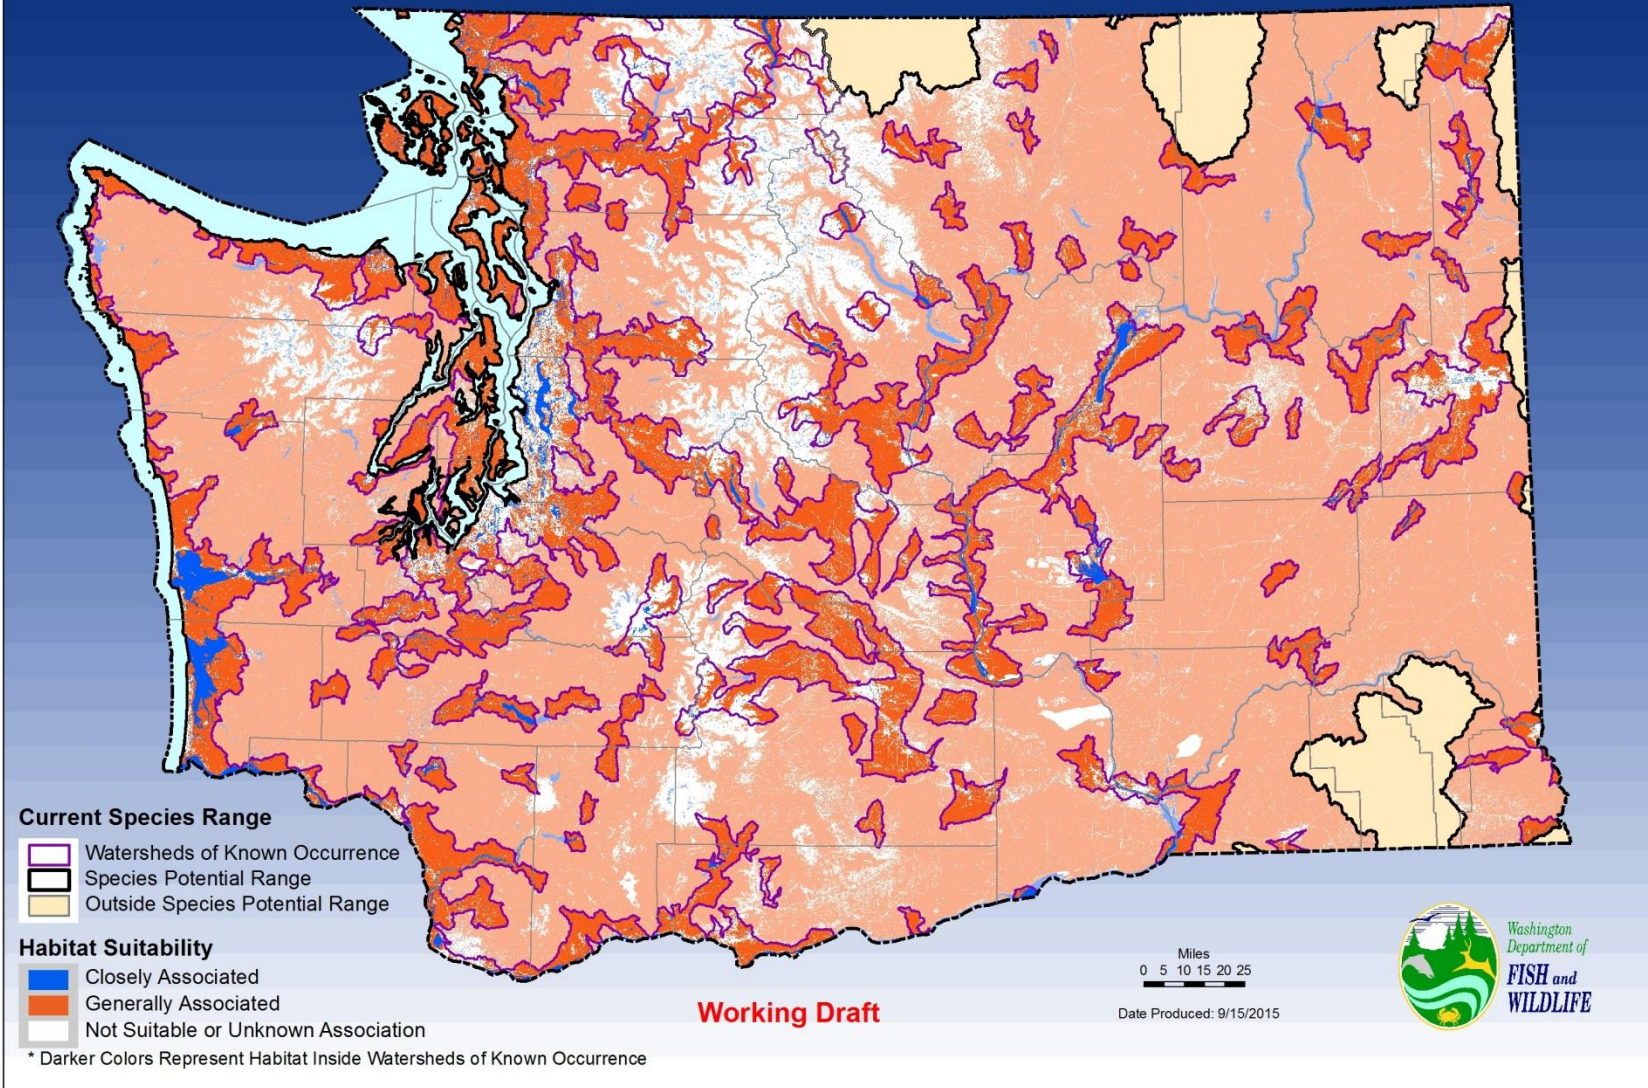 Current Species Range
Watersheds of Known Occurrence
Species Potential Range
Outside Species Potential Range
Habitat Suitability
Closely Associated
Generally Associated
Not Suitable or Unknown Association
* Darker Colors Represent Habitat Inside Watersheds of Known Occurrence
Working Draft
Miles
0 5 10 15 20 25
Date Produced: 9/15/2015
Washington
Department of
FISH and
WILDLIFE